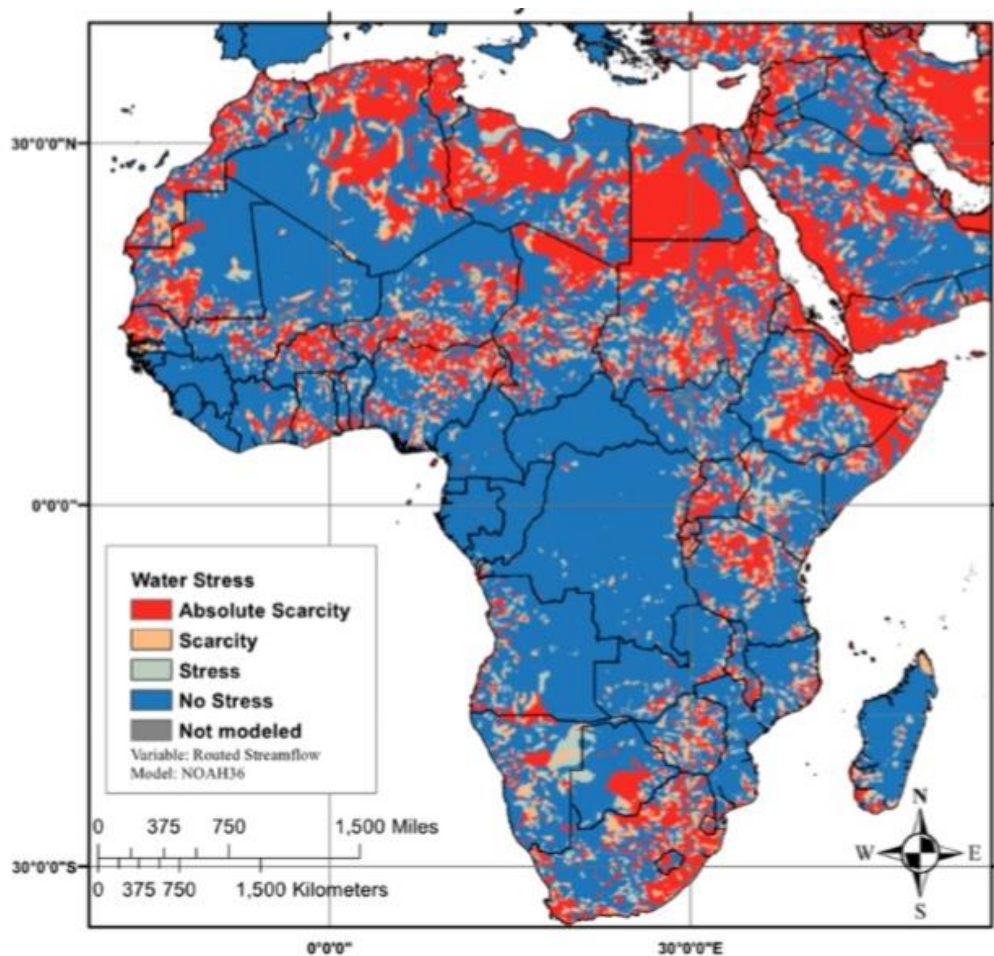 30°0'0"N
0°0'0"
Water Stress
Absolute Scarcity
Scarcity
Stress
No Stress
Not modeled
Variable: Routed Streamflow
Model: NOAH36
0 375 750 1,500 Miles
0 375 750 1,500 Kilometers
30°0'0"S
N
W E
S
0°0'0" 30°0'0"E